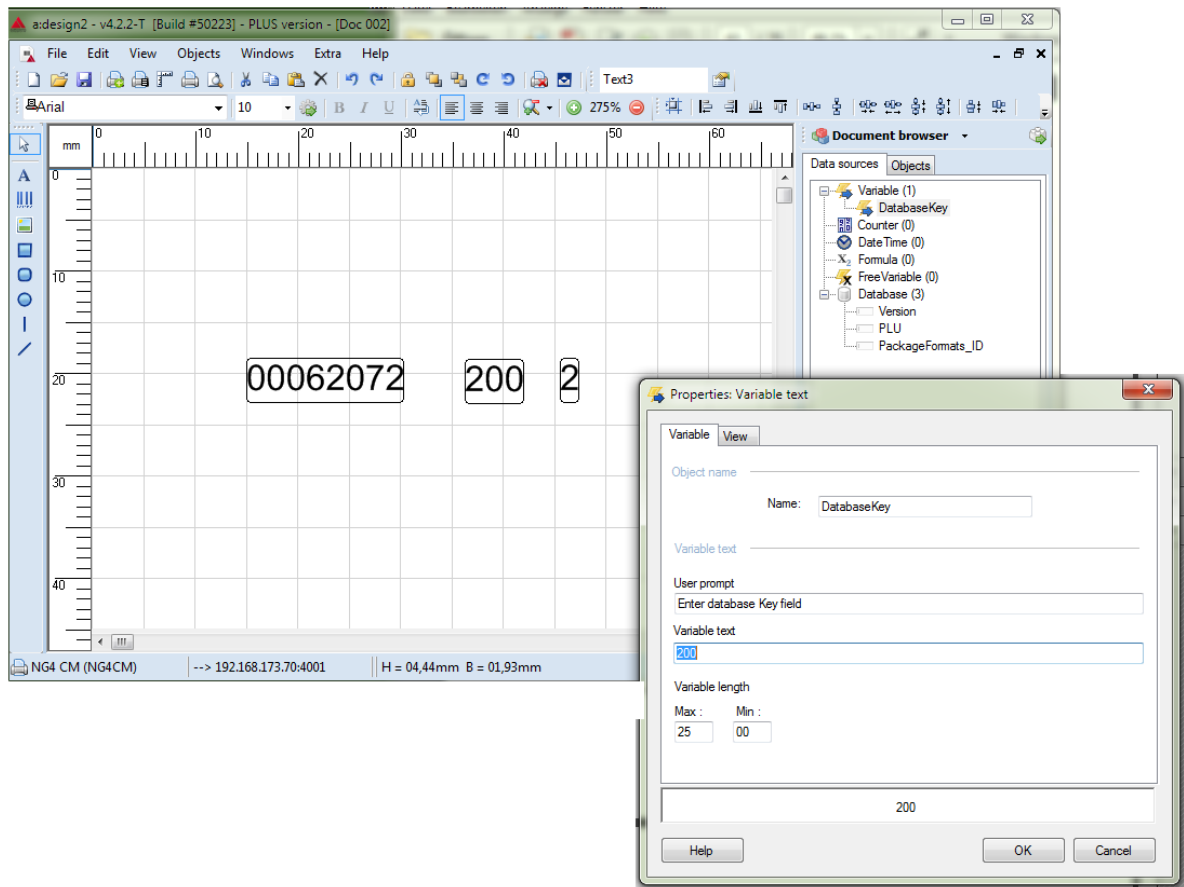 a:design2 - v4.2.2-T [Build #50223] - PLUS version - [Doc 002]
File Edit View Objects Windows Extra Help
Text3
Arial 10 B I U 275%
mm 0 10 20 30 40 50 60
Document browser
Data sources Objects
0
Variable (1)
DatabaseKey
Counter (0)
DateTime (0)
X₂ Formula (0)
FreeVariable (0)
Database (3)
Version
PLU
PackageFormats_ID
A
10
20
00062072 200 2
30
40
NG4 CM (NG4CM) --> 192.168.173.70:4001 H = 04,44mm B = 01,93mm
Properties: Variable text
Variable View
Object name
Name: DatabaseKey
Variable text
User prompt
Enter database Key field
Variable text
200
Variable length
Max : Min :
25 00
200
Help OK Cancel